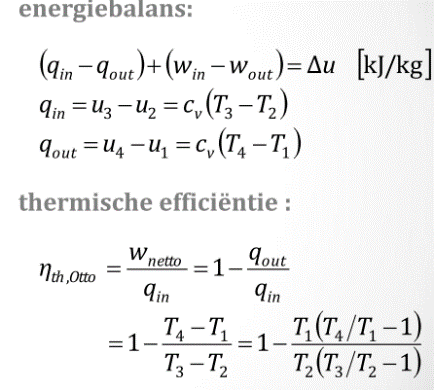 energiebalans:
(q_in − q_out) + (w_in − w_out) = Δu [kJ/kg]
q_in = u_3 − u_2 = c_v(T_3 − T_2)
q_out = u_4 − u_1 = c_v(T_4 − T_1)
thermische efficiëntie :
η_th,Otto = w_netto / q_in = 1 − q_out / q_in
= 1 − (T_4 − T_1) / (T_3 − T_2) = 1 − T_1(T_4/T_1 − 1) / T_2(T_3/T_2 − 1)